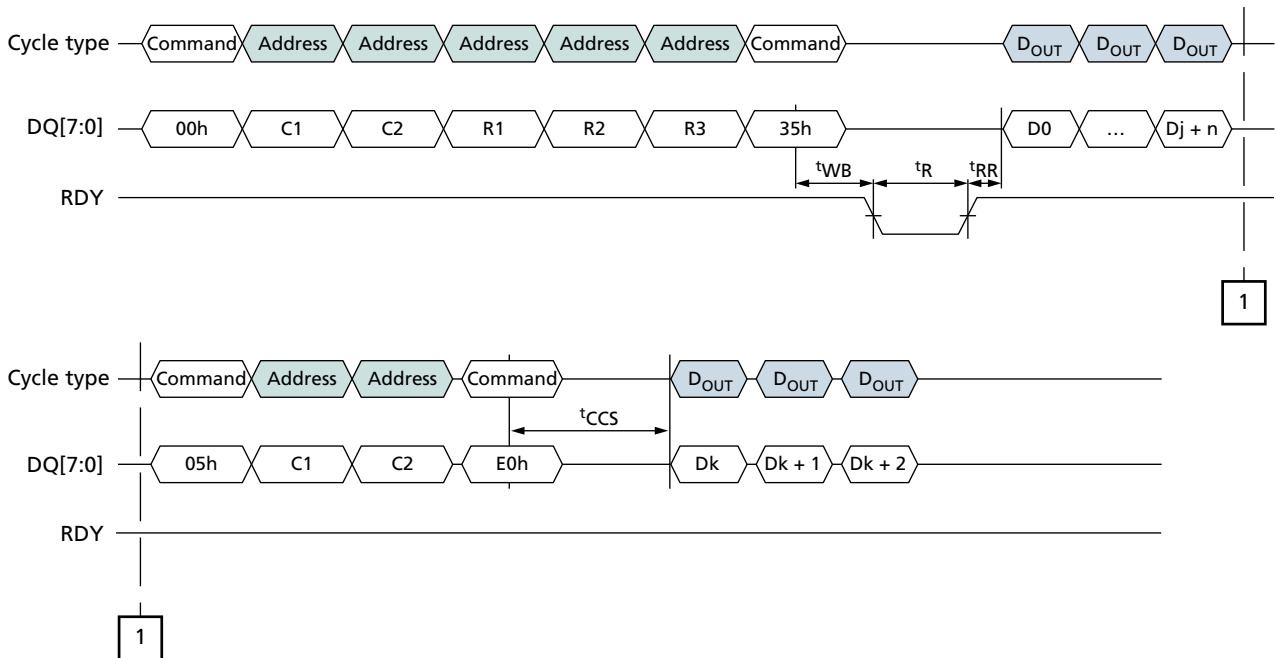 Cycle type Command Address Address Address Address Address Command DOUT DOUT DOUT
DQ[7:0] 00h C1 C2 R1 R2 R3 35h D0 … Dj + n
tWB tR tRR
RDY
1
Cycle type Command Address Address Command DOUT DOUT DOUT
tCCS
DQ[7:0] 05h C1 C2 E0h Dk Dk + 1 Dk + 2
RDY
1